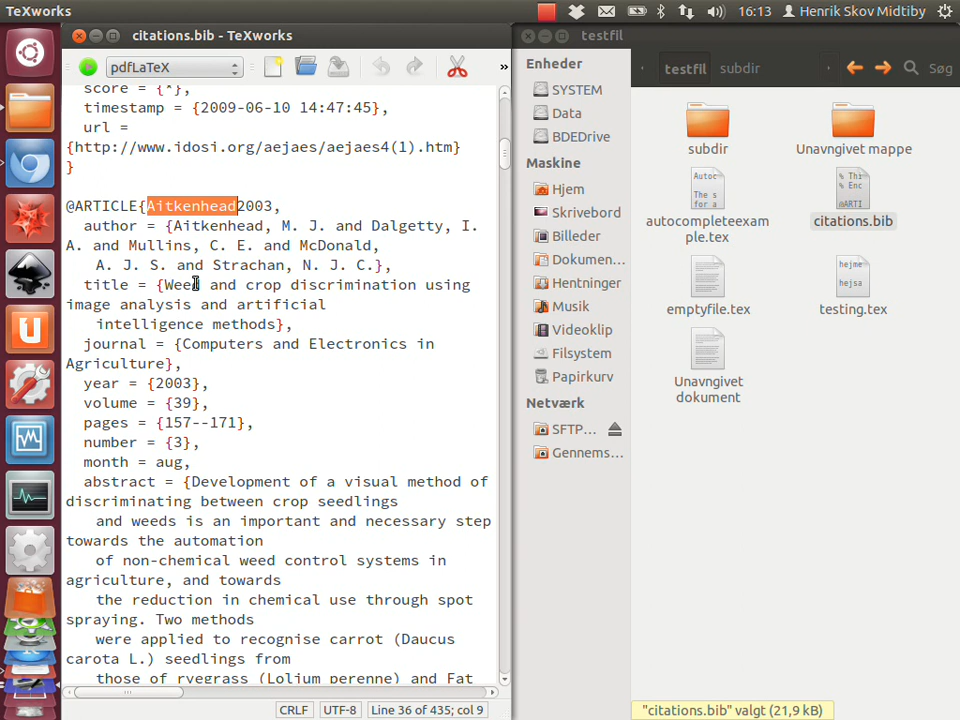 TeXworks
16:13
Henrik Skov Midtiby
citations.bib - TeXworks
pdfLaTeX
»
score = {*},
timestamp = {2009-06-10 14:47:45},
url =
{http://www.idosi.org/aejaes/aejaes4(1).htm}
}
@ARTICLE{Aitkenhead2003,
author = {Aitkenhead, M. J. and Dalgetty, I.
A. and Mullins, C. E. and McDonald,
A. J. S. and Strachan, N. J. C.},
title = {Weed and crop discrimination using
image analysis and artificial
intelligence methods},
journal = {Computers and Electronics in
Agriculture},
year = {2003},
volume = {39},
pages = {157--171},
number = {3},
month = aug,
abstract = {Development of a visual method of
discriminating between crop seedlings
and weeds is an important and necessary step
towards the automation
of non-chemical weed control systems in
agriculture, and towards
the reduction in chemical use through spot
spraying. Two methods
were applied to recognise carrot (Daucus
carota L.) seedlings from
those of ryegrass (Lolium perenne) and Fat
CRLF
UTF-8
Line 36 of 435; col 9
testfil
Enheder
SYSTEM
Data
BDEDrive
Maskine
Hjem
Skrivebord
Billeder
Dokumen...
Hentninger
Musik
Videoklip
Filsystem
Papirkurv
Netværk
SFTP...
Gennems...
testfil
subdir
Søg
subdir
Unavngivet mappe
Autoc
The s
for a
autocompleteexam
ple.tex
% Thi
% Enc
@ARTI
citations.bib
emptyfile.tex
hejme
hejsa
testing.tex
Unavngivet
dokument
"citations.bib" valgt (21,9 kB)